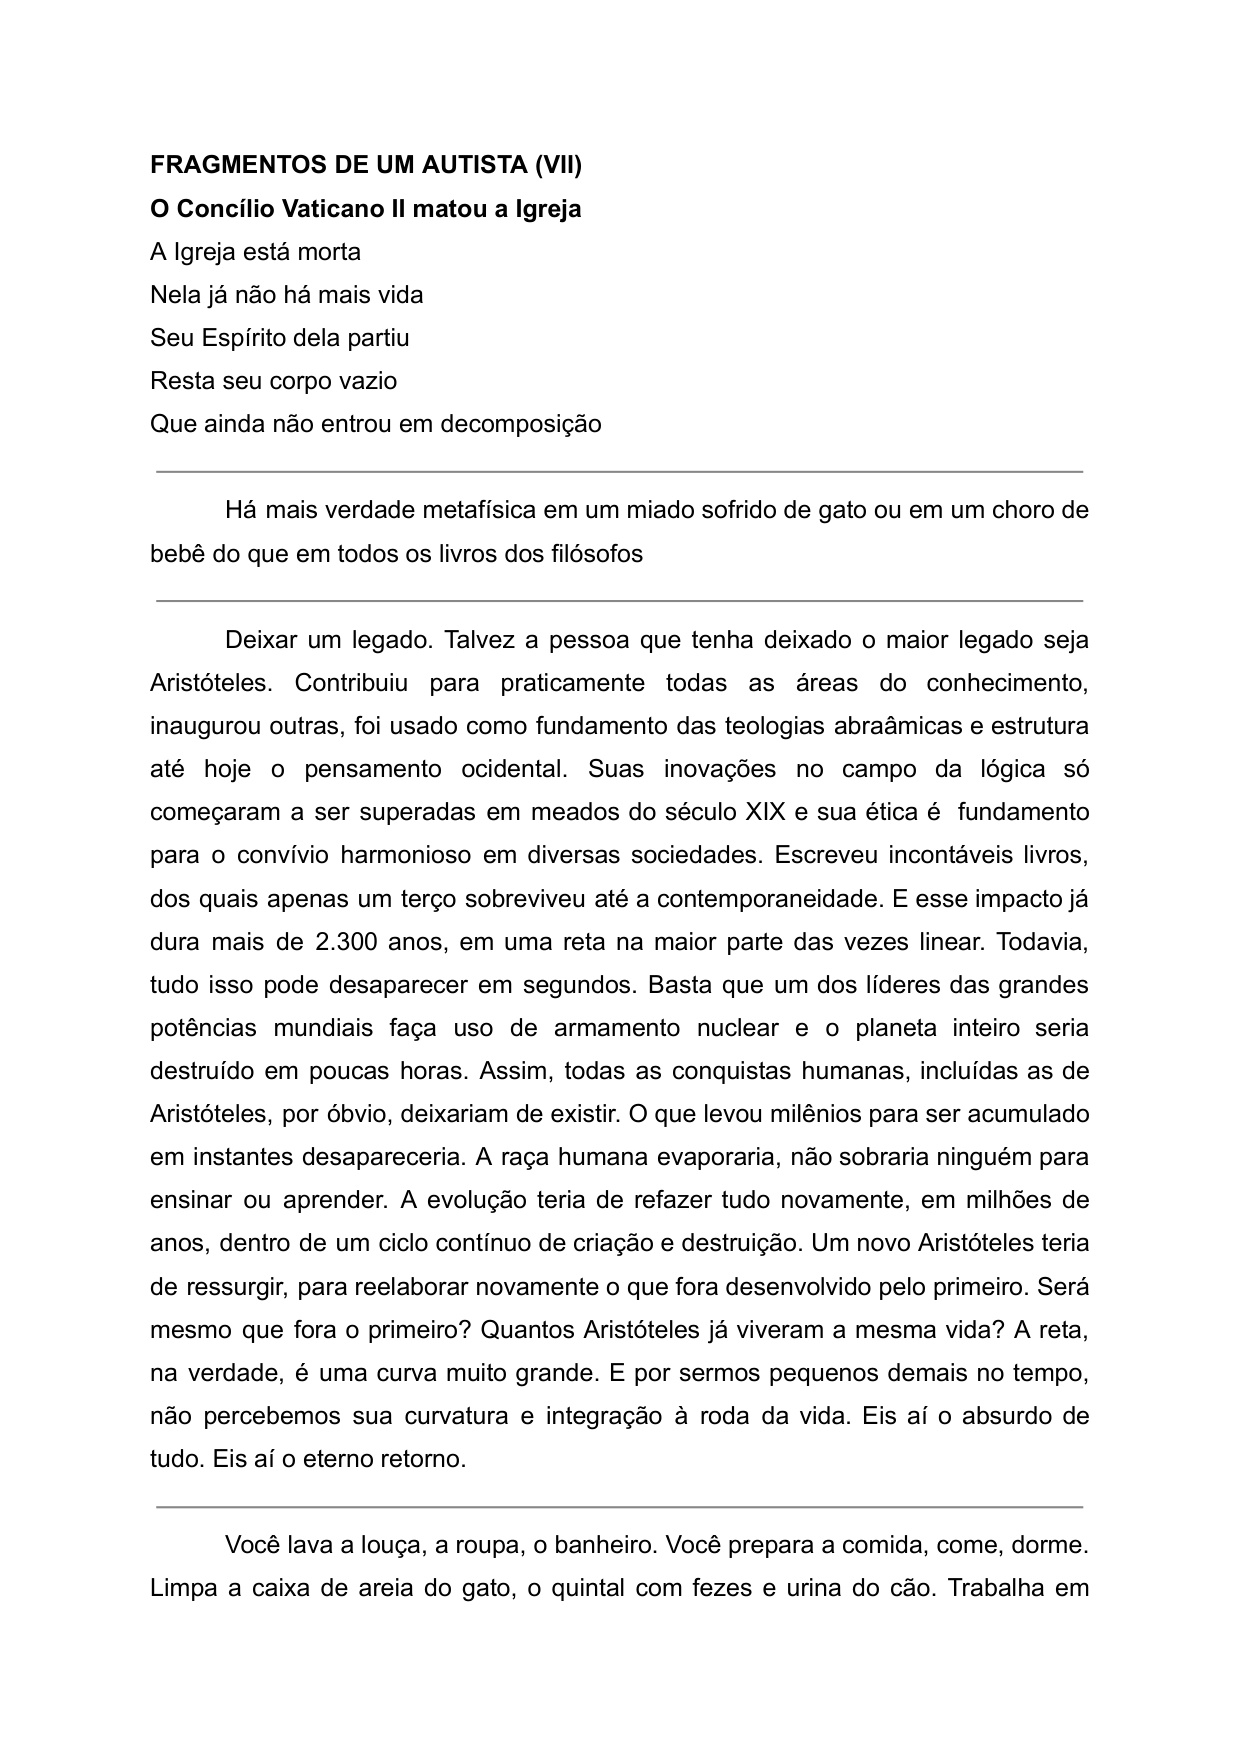 FRAGMENTOS DE UM AUTISTA (VII)
O Concílio Vaticano II matou a Igreja
A Igreja está morta
Nela já não há mais vida
Seu Espírito dela partiu
Resta seu corpo vazio
Que ainda não entrou em decomposição
Há mais verdade metafísica em um miado sofrido de gato ou em um choro de
bebê do que em todos os livros dos filósofos
Deixar um legado. Talvez a pessoa que tenha deixado o maior legado seja
Aristóteles. Contribuiu para praticamente todas as áreas do conhecimento,
inaugurou outras, foi usado como fundamento das teologias abraâmicas e estrutura
até hoje o pensamento ocidental. Suas inovações no campo da lógica só
começaram a ser superadas em meados do século XIX e sua ética é  fundamento
para o convívio harmonioso em diversas sociedades. Escreveu incontáveis livros,
dos quais apenas um terço sobreviveu até a contemporaneidade. E esse impacto já
dura mais de 2.300 anos, em uma reta na maior parte das vezes linear. Todavia,
tudo isso pode desaparecer em segundos. Basta que um dos líderes das grandes
potências mundiais faça uso de armamento nuclear e o planeta inteiro seria
destruído em poucas horas. Assim, todas as conquistas humanas, incluídas as de
Aristóteles, por óbvio, deixariam de existir. O que levou milênios para ser acumulado
em instantes desapareceria. A raça humana evaporaria, não sobraria ninguém para
ensinar ou aprender. A evolução teria de refazer tudo novamente, em milhões de
anos, dentro de um ciclo contínuo de criação e destruição. Um novo Aristóteles teria
de ressurgir, para reelaborar novamente o que fora desenvolvido pelo primeiro. Será
mesmo que fora o primeiro? Quantos Aristóteles já viveram a mesma vida? A reta,
na verdade, é uma curva muito grande. E por sermos pequenos demais no tempo,
não percebemos sua curvatura e integração à roda da vida. Eis aí o absurdo de
tudo. Eis aí o eterno retorno.
Você lava a louça, a roupa, o banheiro. Você prepara a comida, come, dorme.
Limpa a caixa de areia do gato, o quintal com fezes e urina do cão. Trabalha em